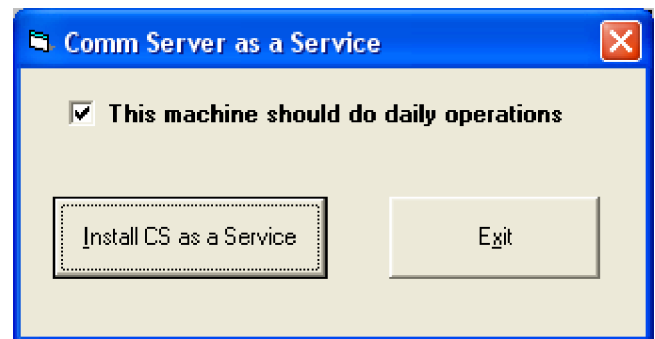 Comm Server as a Service
This machine should do daily operations
Install CS as a Service
Exit